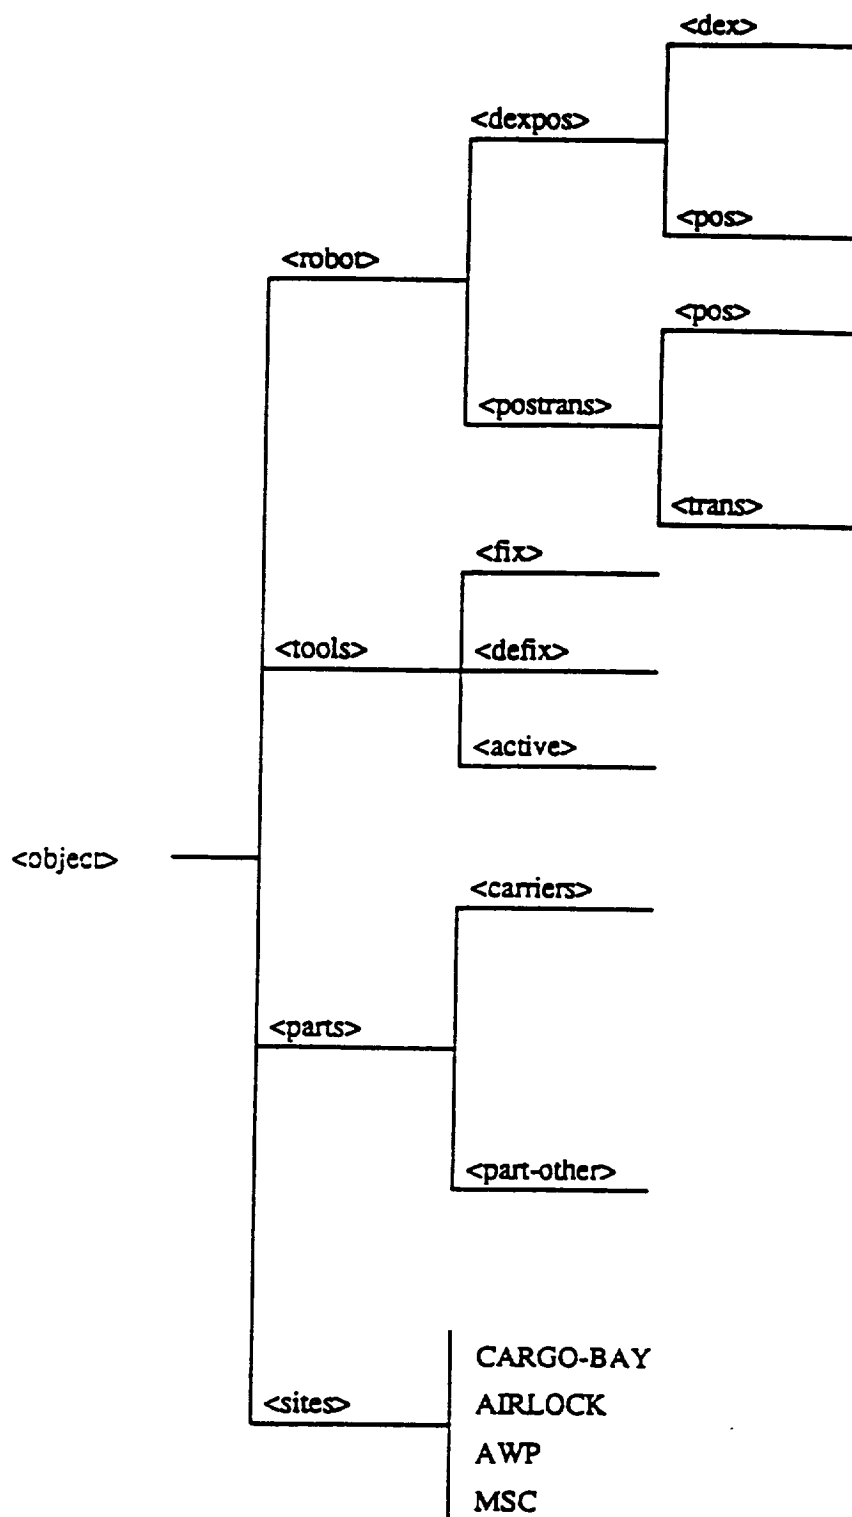 <dex>
<dexpos>
<pos>
<robot>
<pos>
<postrans>
<trans>
<fix>
<tools>
<defix>
<active>
<object>
<carriers>
<parts>
<part-other>
CARGO-BAY
<sites>
AIRLOCK
AWP
MSC